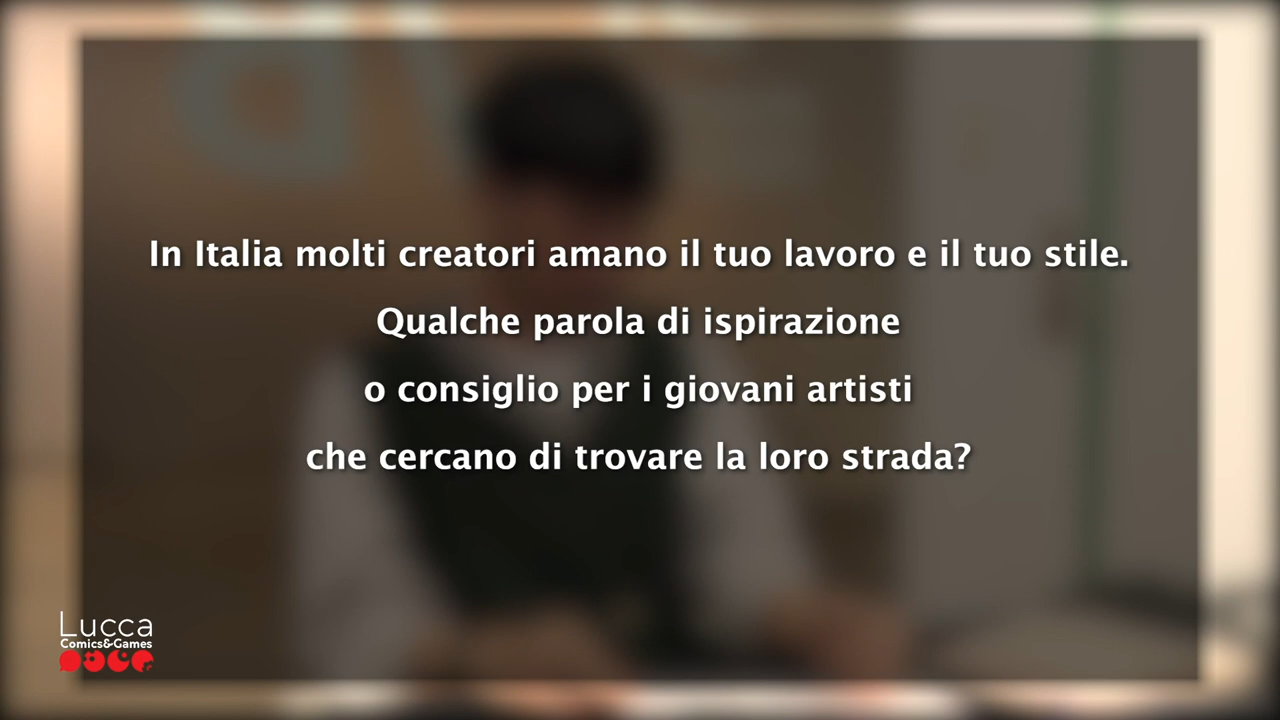 In Italia molti creatori amano il tuo lavoro e il tuo stile.
Qualche parola di ispirazione
o consiglio per i giovani artisti
che cercano di trovare la loro strada?
Lucca
Comics&Games